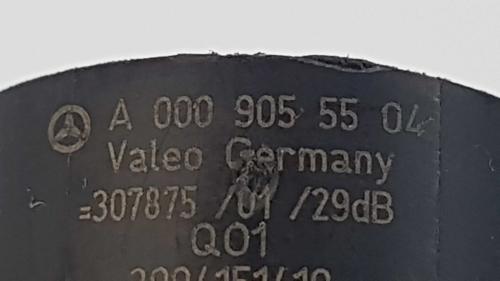 A 000 905 55 04
Valeo Germany
=307875 /01 /29dB
Q01